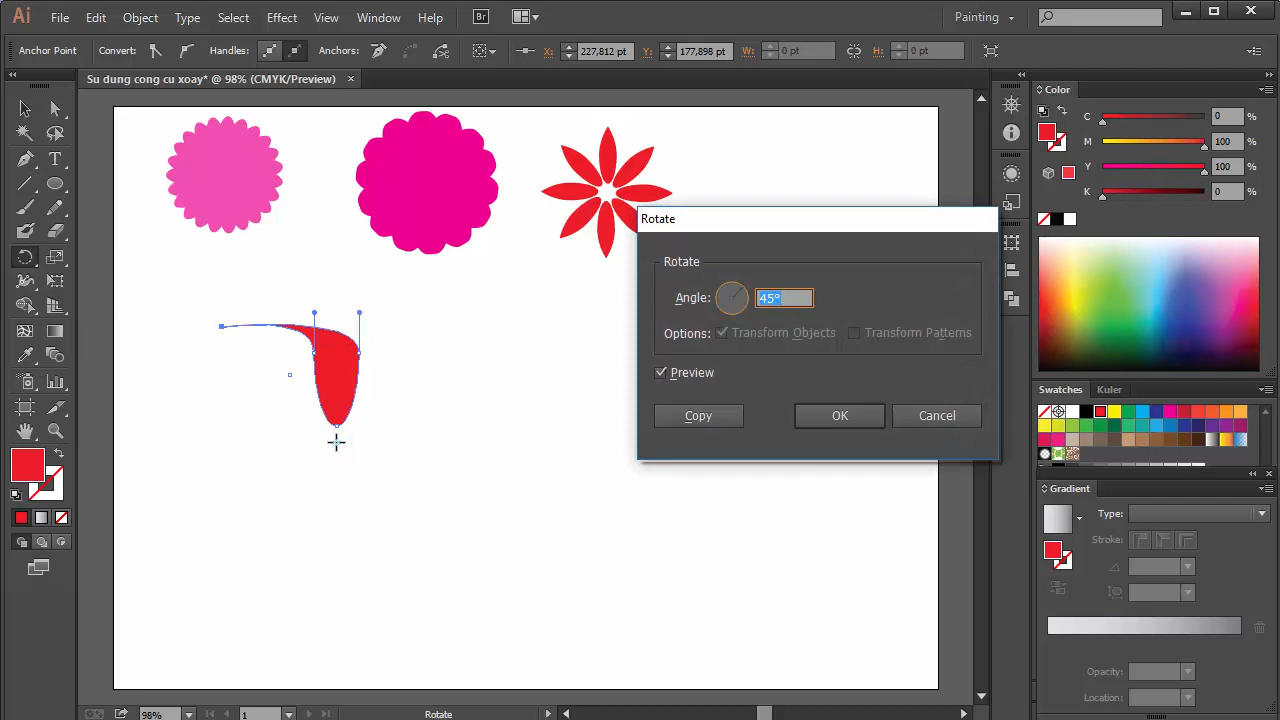 Ai File Edit Object Type Select Effect View Window Help Br Painting
Anchor Point Convert: Handles: Anchors: X: 227,812 pt Y: 177,898 pt W: 0 pt H: 0 pt
Su dung cong cu xoay* @ 98% (CMYK/Preview)
Color
C 0 %
M 100 %
Y 100 %
K 0 %
Rotate
Rotate
Angle: 45°
Options: Transform Objects Transform Patterns
Preview
Copy OK Cancel
Swatches Kuler
Gradient
Type:
Stroke:
Opacity:
Location:
98% 1 Rotate
T